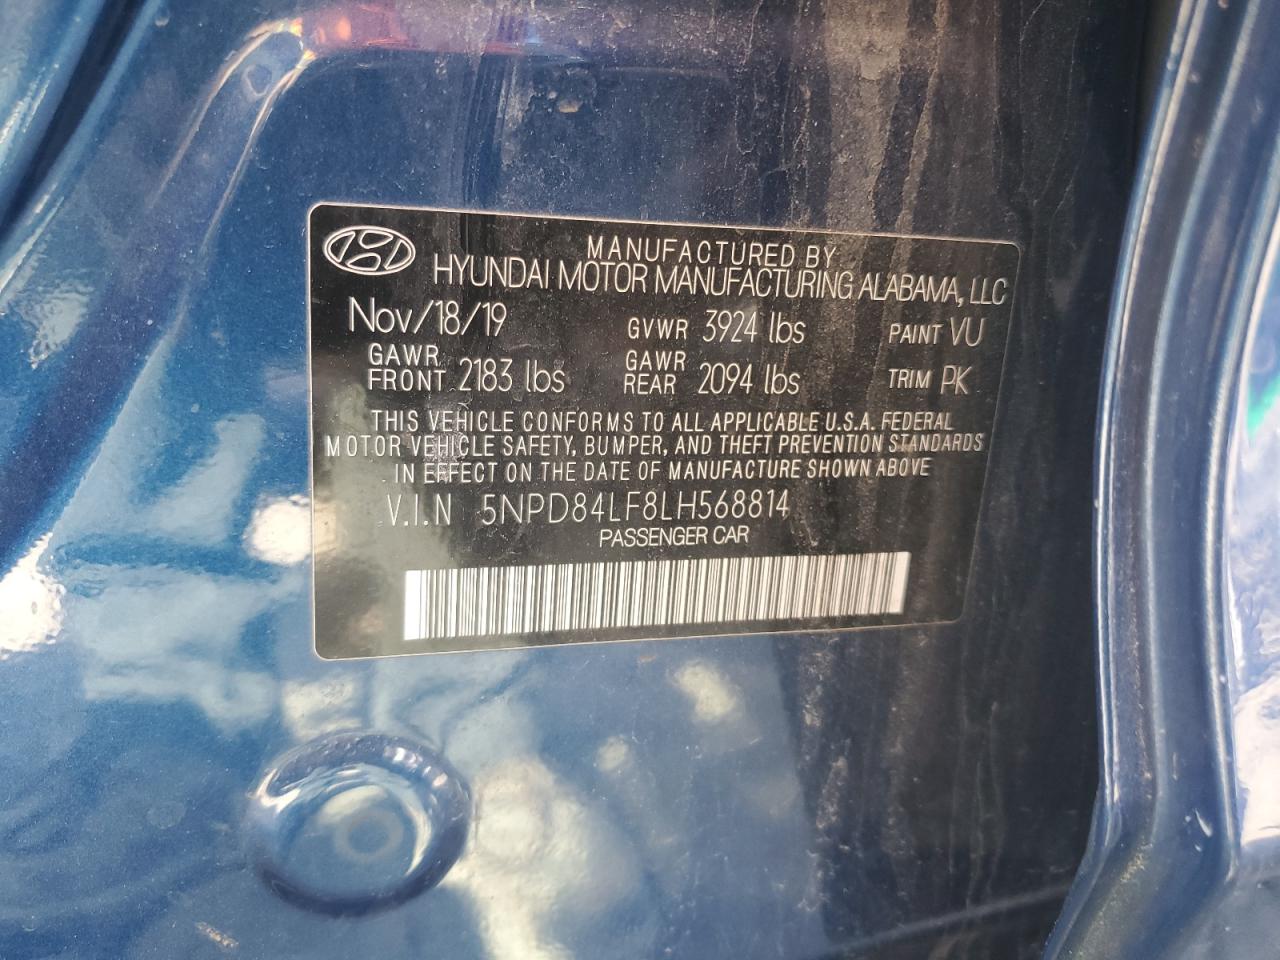 MANUFACTURED BY
HYUNDAI MOTOR MANUFACTURING ALABAMA, LLC
Nov/18/19 GVWR 3924 lbs PAINT VU
GAWR FRONT 2183 lbs GAWR REAR 2094 lbs TRIM PK
THIS VEHICLE CONFORMS TO ALL APPLICABLE U.S.A. FEDERAL
MOTOR VEHICLE SAFETY, BUMPER, AND THEFT PREVENTION STANDARDS
IN EFFECT ON THE DATE OF MANUFACTURE SHOWN ABOVE
V.I.N 5NPD84LF8LH568814
PASSENGER CAR